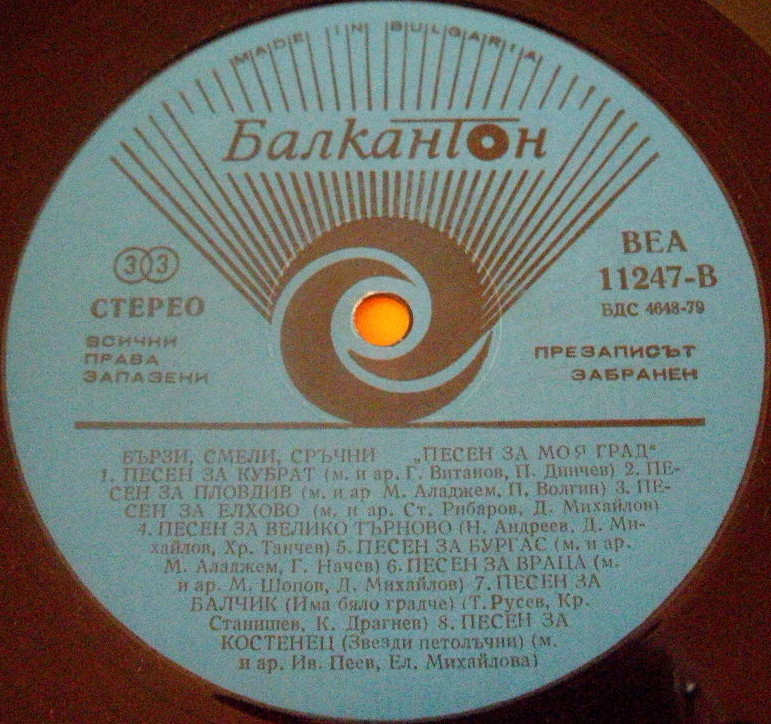 MADE IN BULGARIA
Балкантон
33
СТЕРЕО
ВСИЧКИ
ПРАВА
ЗАПАЗЕНИ
ВЕА
11247-В
БДС 4648-79
ПРЕЗАПИСЪТ
ЗАБРАНЕН
БЪРЗИ, СМЕЛИ, СРЪЧНИ „ПЕСЕН ЗА МОЯ ГРАД“
1. ПЕСЕН ЗА КУБРАТ (м. и ар. Г. Витанов, П. Динчев) 2. ПЕ-
СЕН ЗА ПЛОВДИВ (м. и ар М. Аладжем, П. Волгин) 3. ПЕ-
СЕН ЗА ЕЛХОВО (м. и ар. Ст. Рибаров, Д. Михайлов)
4. ПЕСЕН ЗА ВЕЛИКО ТЪРНОВО (Н. Андреев, Д. Ми-
хайлов, Хр. Танчев) 5. ПЕСЕН ЗА БУРГАС (м. и ар.
М. Аладжем, Г. Начев) 6. ПЕСЕН ЗА ВРАЦА (м.
и ар. М. Шопов, Д. Михайлов) 7. ПЕСЕН ЗА
БАЛЧИК (Има бяло градче) (Т. Русев, Кр.
Станишев, К. Драгнев) 8. ПЕСЕН ЗА
КОСТЕНЕЦ (Звезди петолъчни) (м.
и ар. Ив. Пеев, Ел. Михайлова)